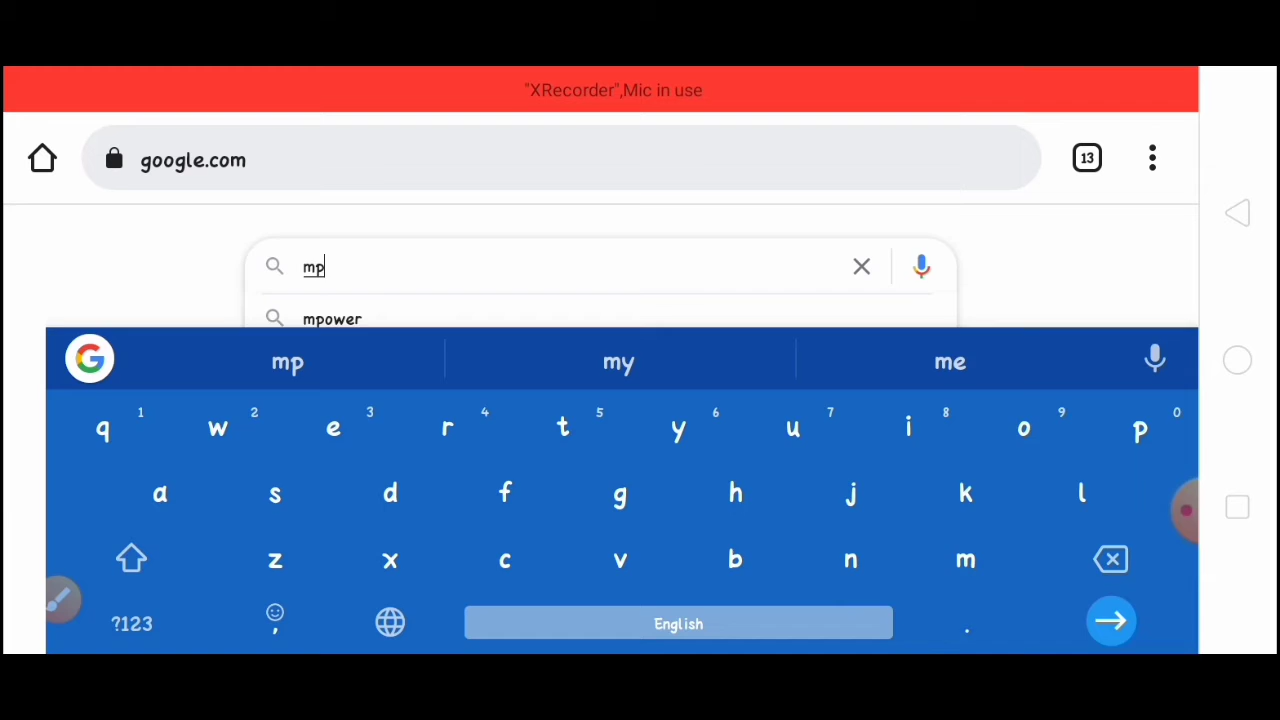 "XRecorder",Mic in use
google.com
13
mp
mpower
G mp my me
1 2 3 4 5 6 7 8 9 0
q w e r t y u i o p
a s d f g h j k l
z x c v b n m
?123 , English .